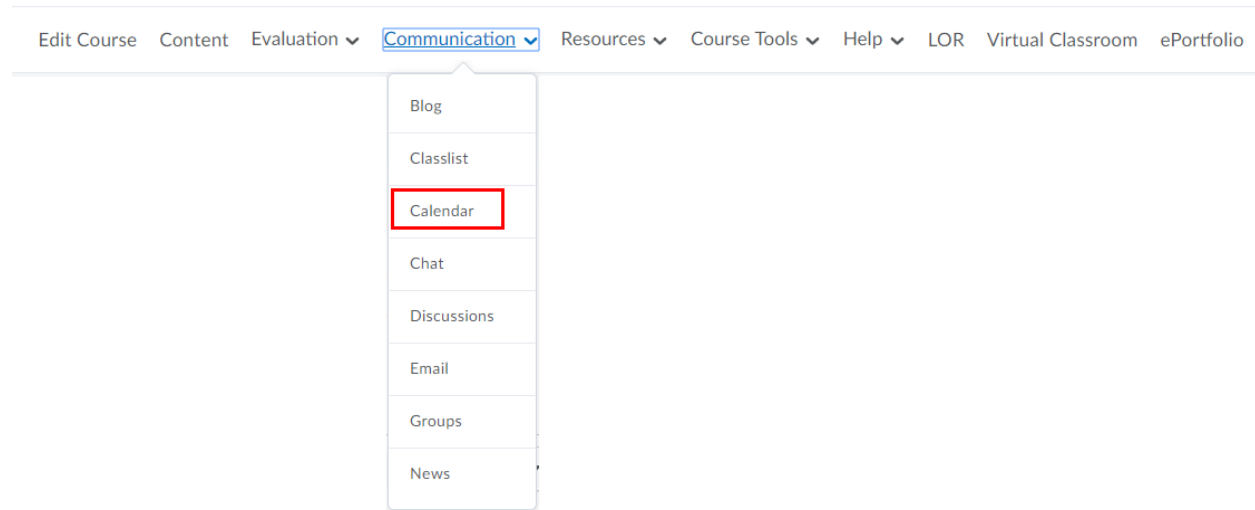 Edit Course Content Evaluation Communication Resources Course Tools Help LOR Virtual Classroom ePortfolio
Blog
Classlist
Calendar
Chat
Discussions
Email
Groups
News